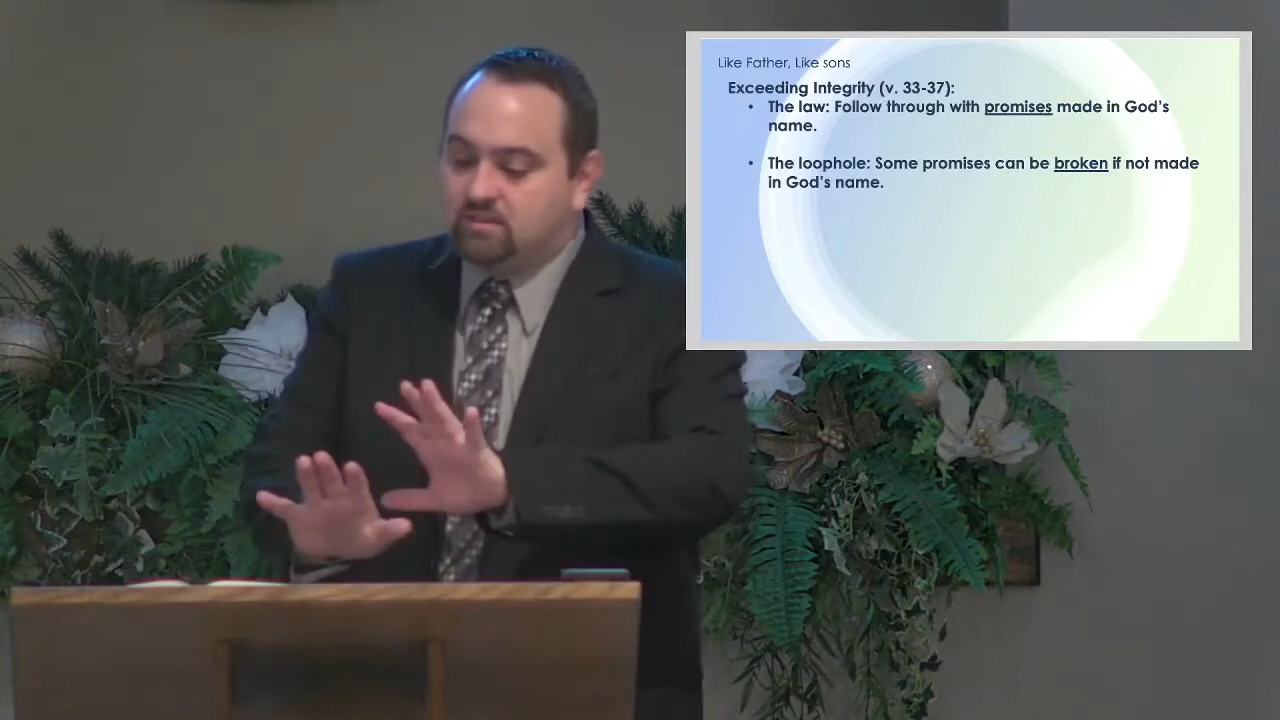 Like Father, Like sons
Exceeding Integrity (v. 33-37):
• The law: Follow through with promises made in God's
name.
• The loophole: Some promises can be broken if not made
in God's name.